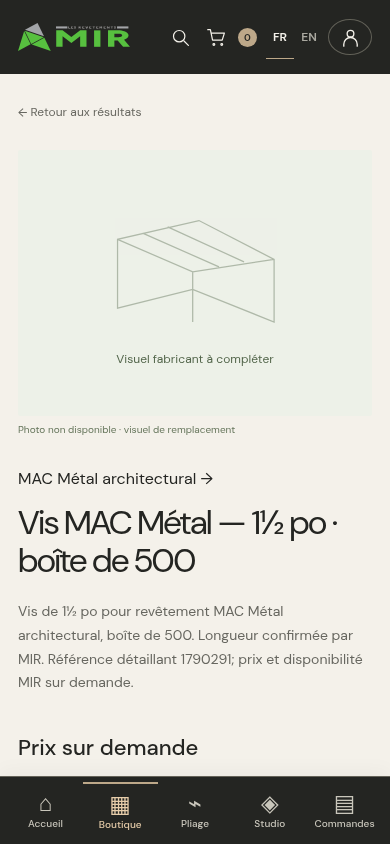 LES REVÊTEMENTS
MIR
0
FR
EN
← Retour aux résultats
Visuel fabricant à compléter
Photo non disponible · visuel de remplacement
MAC Métal architectural →
Vis MAC Métal — 1½ po ·
boîte de 500
Vis de 1½ po pour revêtement MAC Métal
architectural, boîte de 500. Longueur confirmée par
MIR. Référence détaillant 1790291; prix et disponibilité
MIR sur demande.
Prix sur demande
Accueil
Boutique
Pliage
Studio
Commandes